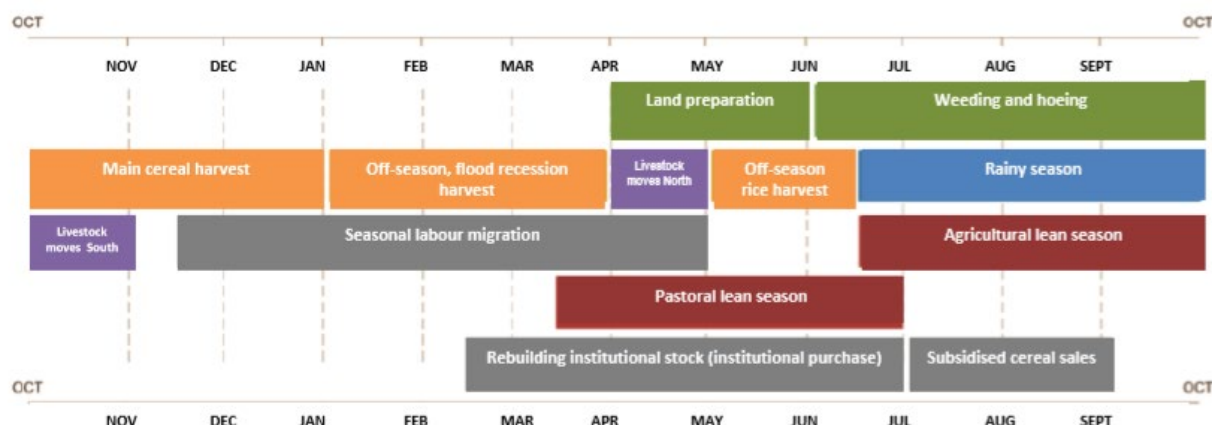 OCT OCT
NOV DEC JAN FEB MAR APR MAY JUN JUL AUG SEPT
Land preparation
Weeding and hoeing
Main cereal harvest
Off-season, flood recession
harvest
Livestock
moves North
Off-season
rice harvest
Rainy season
Livestock
moves South
Seasonal labour migration
Agricultural lean season
Pastoral lean season
Rebuilding institutional stock (institutional purchase)
Subsidised cereal sales
OCT OCT
NOV DEC JAN FEB MAR APR MAY JUN JUL AUG SEPT